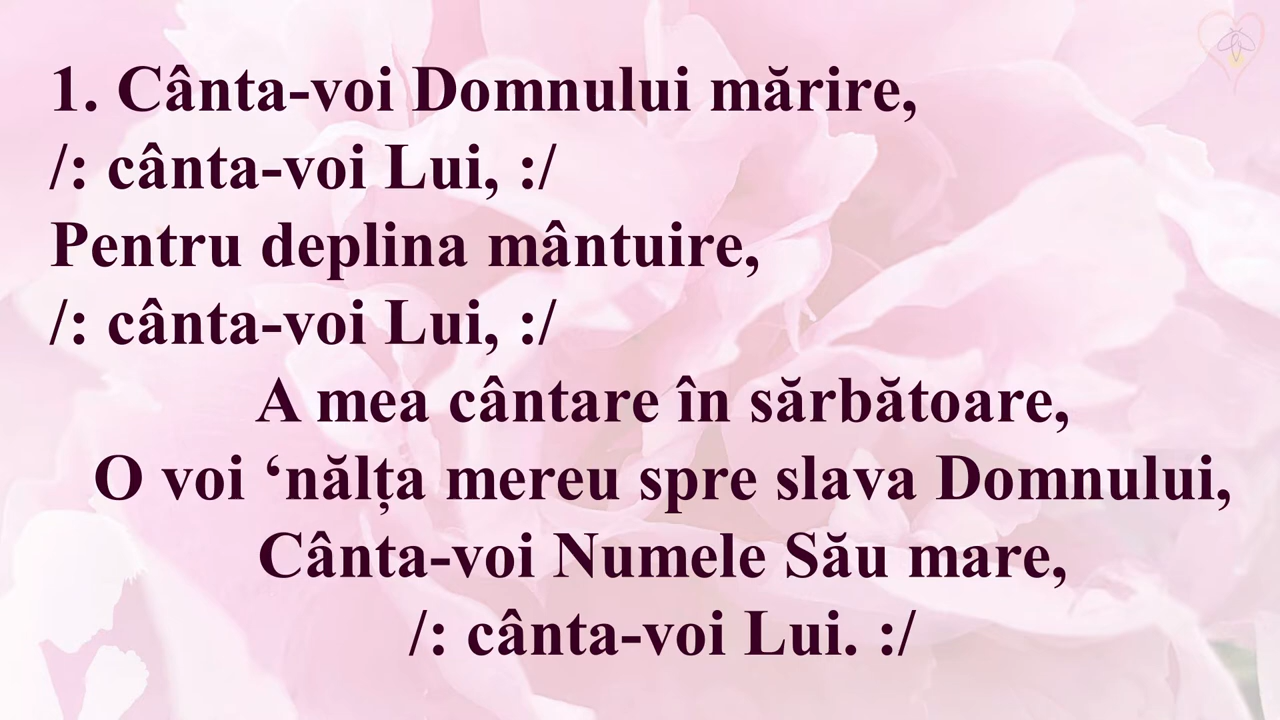 1. Cânta-voi Domnului mărire,
/: cânta-voi Lui, :/
Pentru deplina mântuire,
/: cânta-voi Lui, :/
A mea cântare în sărbătoare,
O voi ‘nălța mereu spre slava Domnului,
Cânta-voi Numele Său mare,
/: cânta-voi Lui. :/